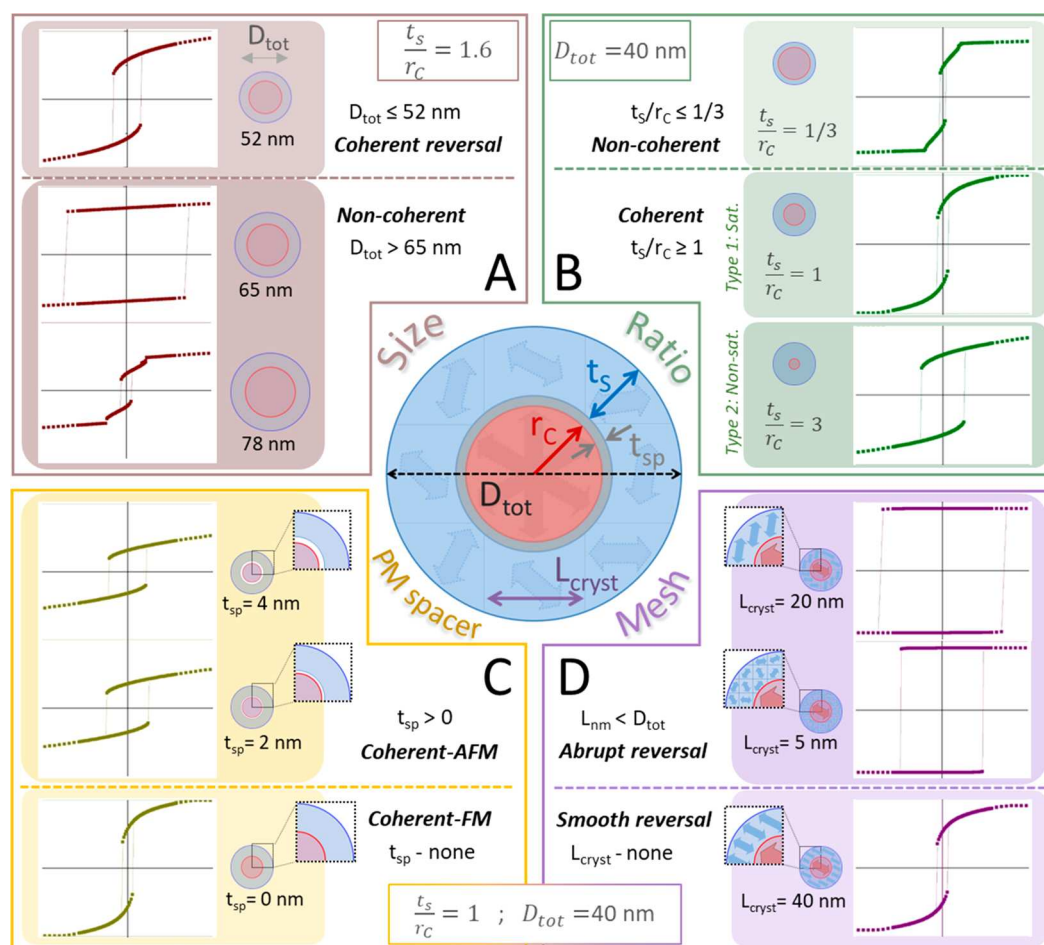 D_tot
t_s/r_C = 1.6
52 nm
D_tot ≤ 52 nm
Coherent reversal
Non-coherent
D_tot > 65 nm
65 nm
78 nm
A
D_tot = 40 nm
t_S/r_C ≤ 1/3
Non-coherent
t_s/r_C = 1/3
Coherent
t_S/r_C ≥ 1
Type 1: Sat.
t_s/r_C = 1
Type 2: Non-sat.
t_s/r_C = 3
B
Size
Ratio
t_S
r_C
t_sp
D_tot
L_cryst
PM spacer
Mesh
t_sp= 4 nm
t_sp= 2 nm
C
t_sp > 0
Coherent-AFM
Coherent-FM
t_sp - none
t_sp= 0 nm
D
L_nm < D_tot
Abrupt reversal
L_cryst= 20 nm
L_cryst= 5 nm
Smooth reversal
L_cryst - none
L_cryst= 40 nm
t_s/r_C = 1 ; D_tot =40 nm